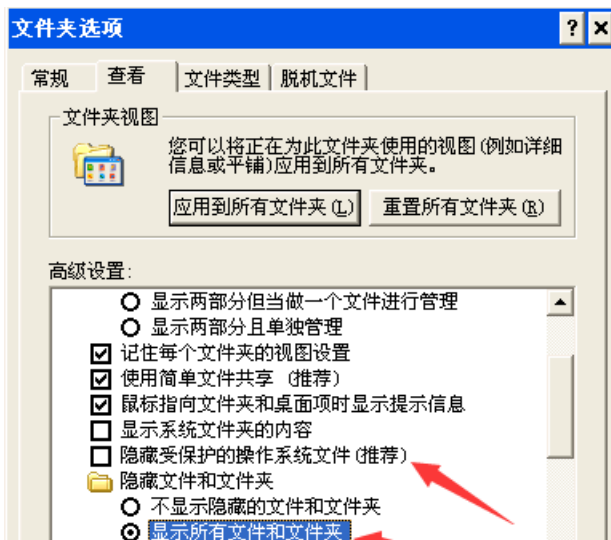 文件夹选项
常规 查看 文件类型 脱机文件
文件夹视图
您可以将正在为此文件夹使用的视图(例如详细
信息或平铺)应用到所有文件夹。
应用到所有文件夹(L) 重置所有文件夹(R)
高级设置:
显示两部分但当做一个文件进行管理
显示两部分且单独管理
记住每个文件夹的视图设置
使用简单文件共享 (推荐)
鼠标指向文件夹和桌面项时显示提示信息
显示系统文件夹的内容
隐藏受保护的操作系统文件(推荐)
隐藏文件和文件夹
不显示隐藏的文件和文件夹
显示所有文件和文件夹